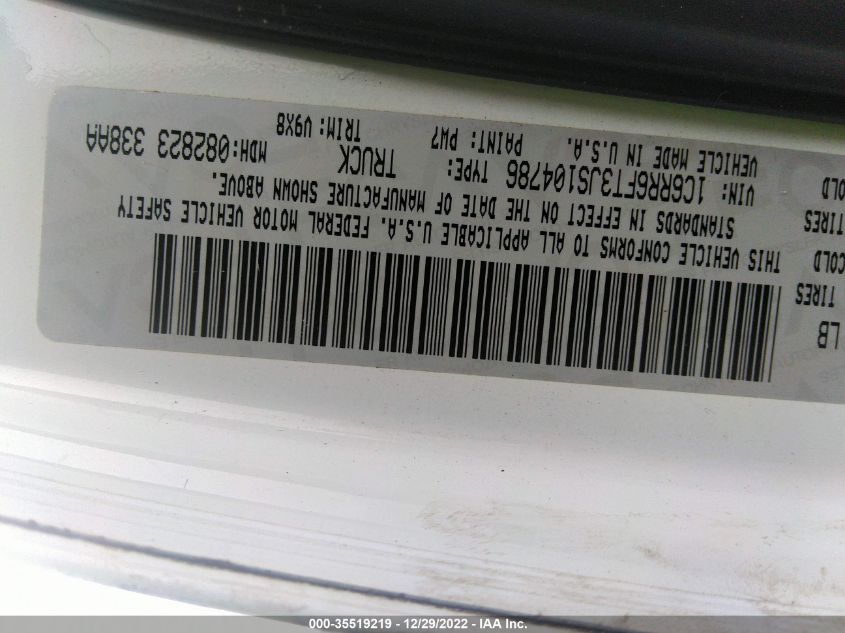 LB
TIRES
COLD
TIRES
COLD
THIS VEHICLE CONFORMS TO ALL APPLICABLE U.S.A. FEDERAL MOTOR VEHICLE SAFETY
STANDARDS IN EFFECT ON THE DATE OF MANUFACTURE SHOWN ABOVE.
VIN: 1C6RR6FT3JS104786 TYPE: TRUCK MDH:082823 338AA
VEHICLE MADE IN U.S.A. PAINT: PW7 TRIM: V9X8
000-35519219 - 12/29/2022 - IAA Inc.